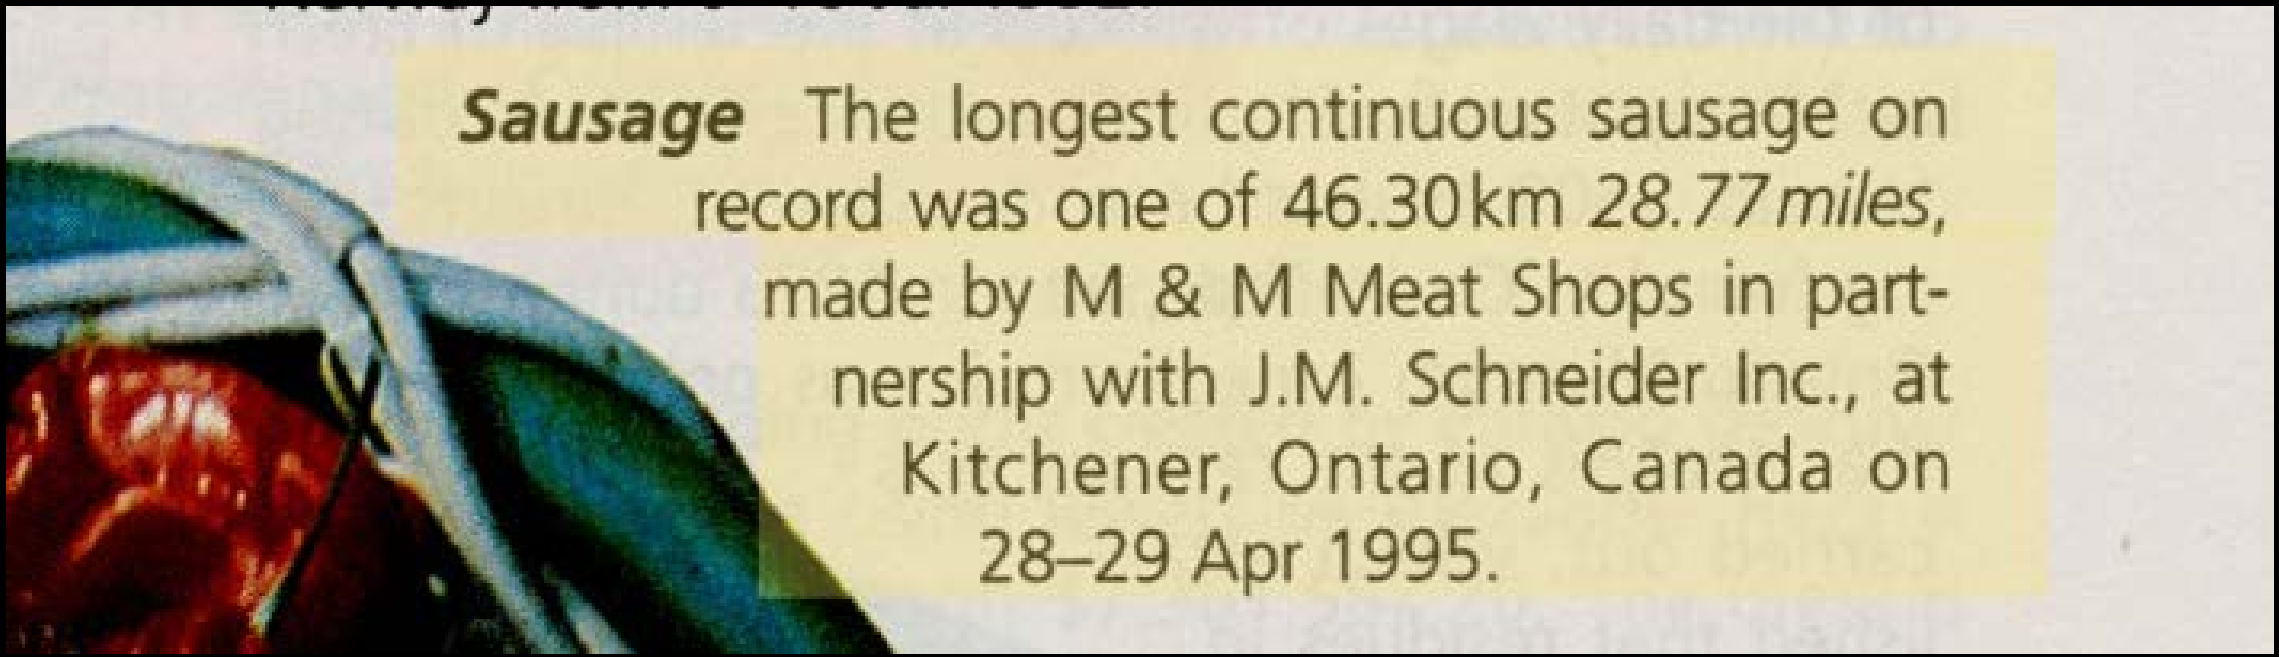 Sausage The longest continuous sausage on
record was one of 46.30km 28.77miles,
made by M & M Meat Shops in part-
nership with J.M. Schneider Inc., at
Kitchener, Ontario, Canada on
28–29 Apr 1995.